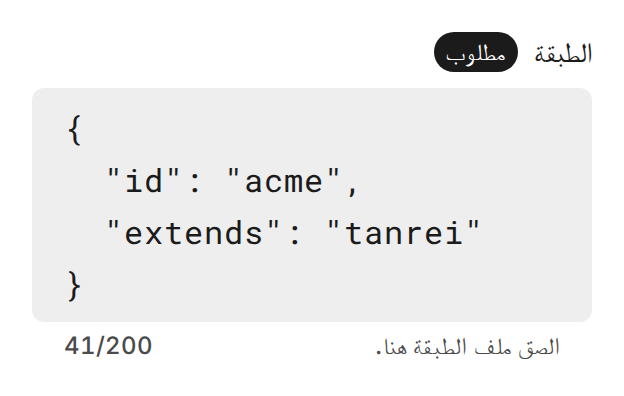 الطبقة مطلوب
{
  "id": "acme",
  "extends": "tanrei"
}
الصق ملف الطبقة هنا. 41/200